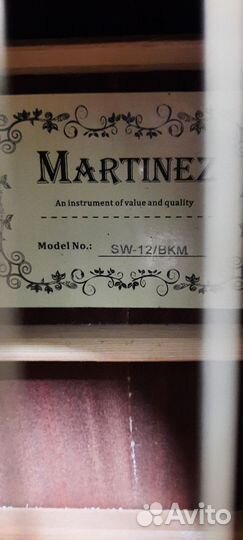 MARTINEZ
An instrument of value and quality
Model No.: SW-12/BKM
Avito